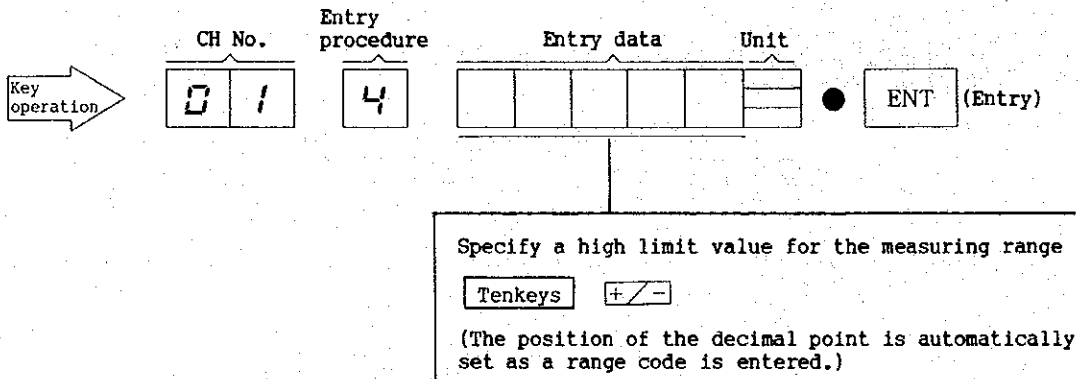 Entry
CH No. procedure Entry data Unit
Key
operation
0 1 4 ENT (Entry)
Specify a high limit value for the measuring range
Tenkeys +/-
(The position of the decimal point is automatically
set as a range code is entered.)